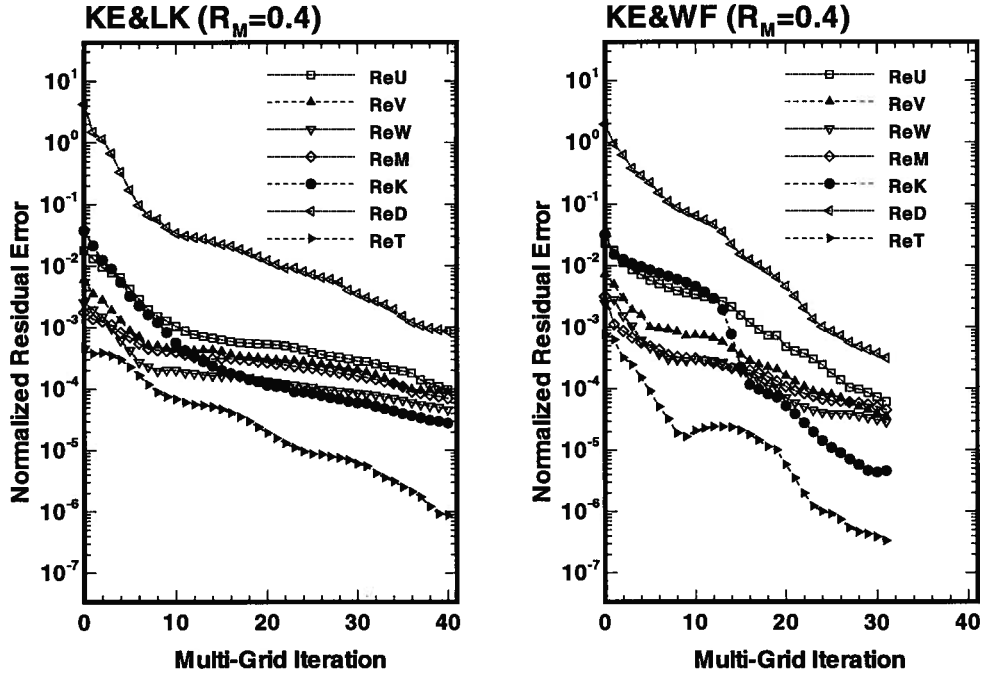 KE&LK (R_M=0.4)
Normalized Residual Error
10^1
10^0
10^-1
10^-2
10^-3
10^-4
10^-5
10^-6
10^-7
ReU
ReV
ReW
ReM
ReK
ReD
ReT
0 10 20 30 40
Multi-Grid Iteration
KE&WF (R_M=0.4)
Normalized Residual Error
10^1
10^0
10^-1
10^-2
10^-3
10^-4
10^-5
10^-6
10^-7
ReU
ReV
ReW
ReM
ReK
ReD
ReT
0 10 20 30 40
Multi-Grid Iteration